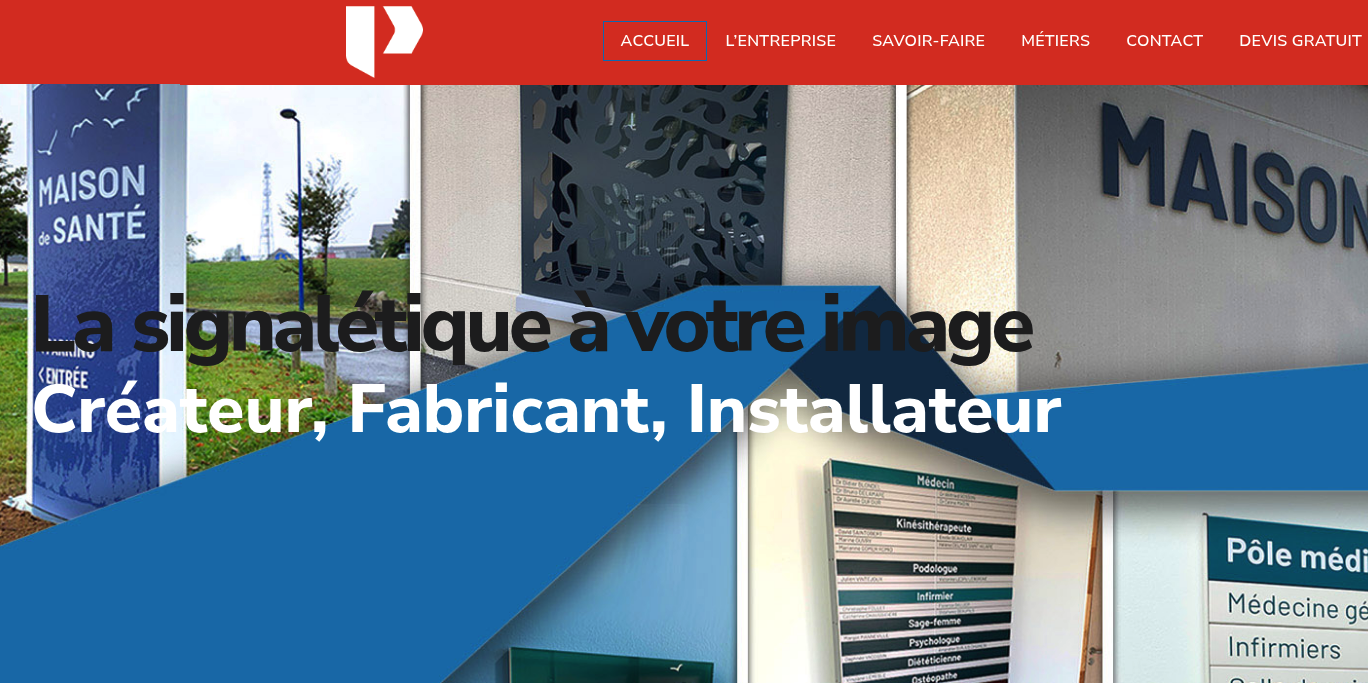 ACCUEIL
L'ENTREPRISE
SAVOIR-FAIRE
MÉTIERS
CONTACT
DEVIS GRATUIT
MAISON
de SANTÉ
MAISON
La signalétique à votre image
PARKING
ENTRÉE
Créateur, Fabricant, Installateur
Médecin
Kinésithérapeute
Podologue
Infirmier
Sage-femme
Psychologue
Diététicienne
Ostéopathe
Pôle médi
Médecine gé
Infirmiers